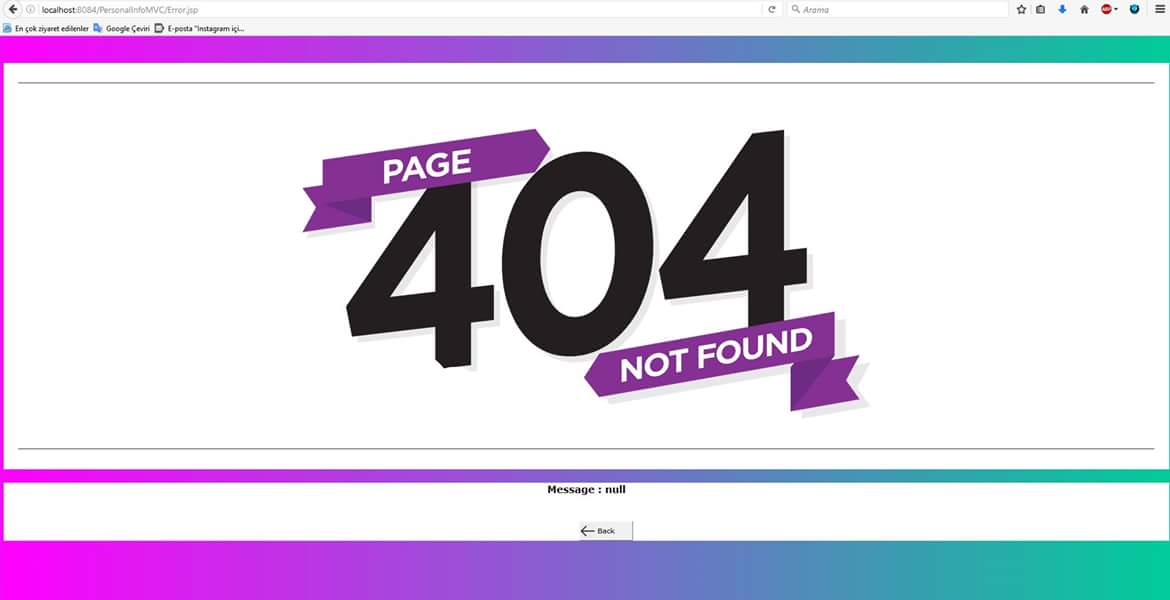 localhost:8084/PersonalInfoMVC/Error.jsp
Arama
ABP
En çok ziyaret edilenler
Google Çeviri
E-posta "Instagram içi...
PAGE
404
NOT FOUND
Message : null
Back